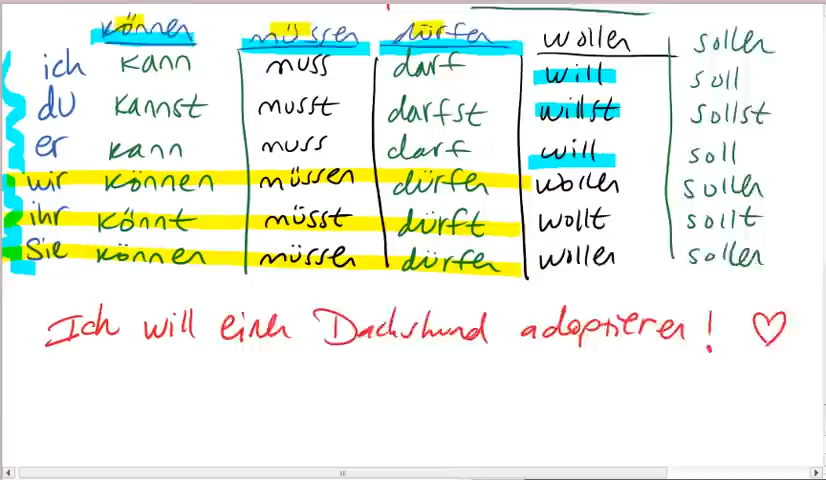 können müssen dürfen wollen sollen
ich kann muss darf will soll
du kannst musst darfst willst sollst
er kann muss darf will soll
wir können müssen dürfen wollen sollen
ihr könnt müsst dürft wollt sollt
Sie können müssen dürfen wollen sollen
Ich will einen Dachshund adoptieren! ♡